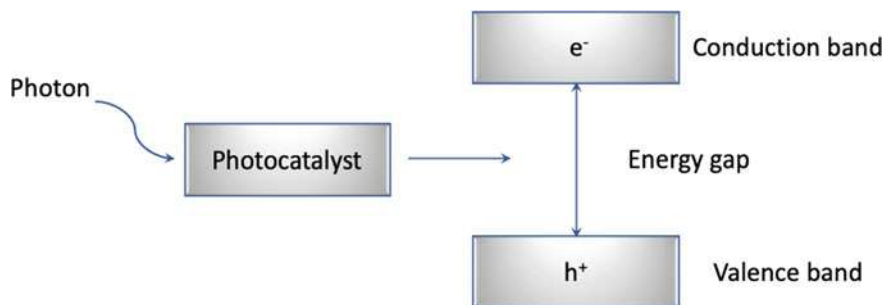 e⁻
Conduction band
Photon
Photocatalyst
Energy gap
h⁺
Valence band